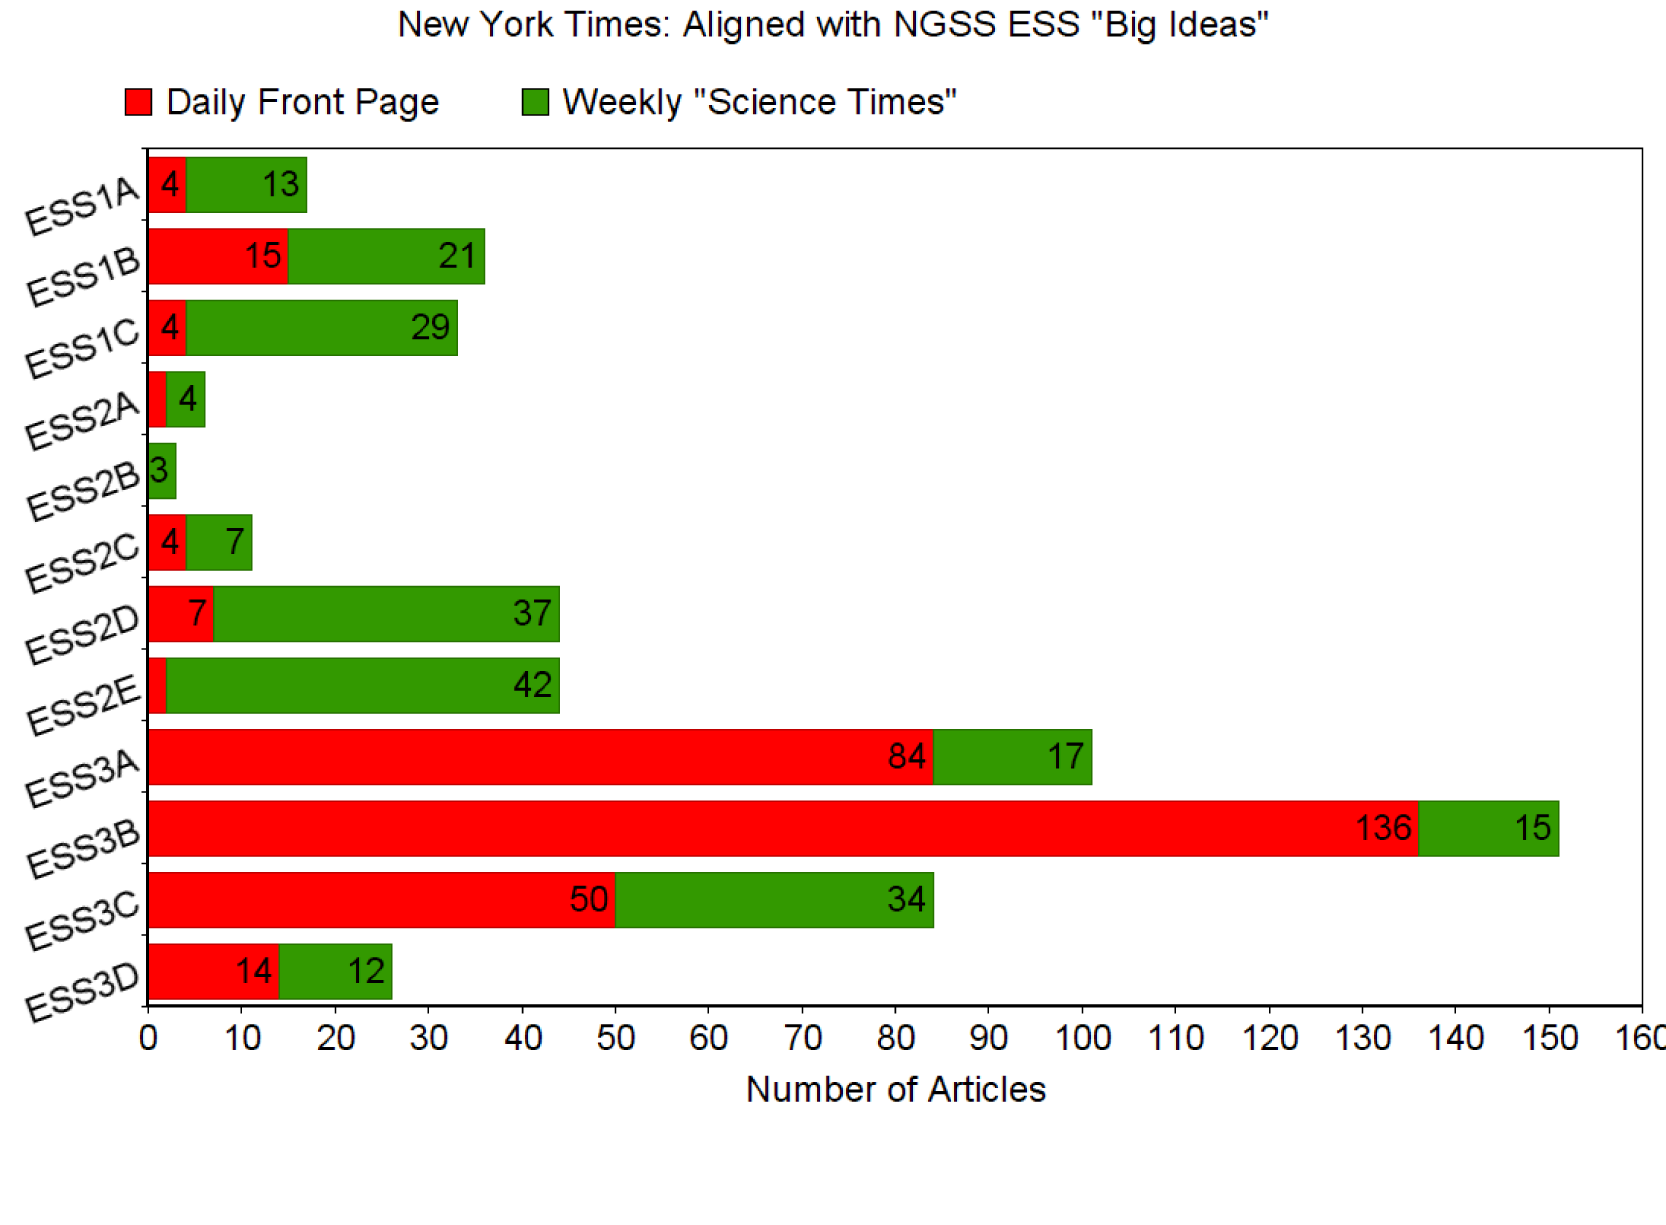 New York Times: Aligned with NGSS ESS "Big Ideas"
Daily Front Page Weekly "Science Times"
ESS1A 4 13
ESS1B 15 21
ESS1C 4 29
ESS2A 4
ESS2B 3
ESS2C 4 7
ESS2D 7 37
ESS2E 42
ESS3A 84 17
ESS3B 136 15
ESS3C 50 34
ESS3D 14 12
0 10 20 30 40 50 60 70 80 90 100 110 120 130 140 150 160
Number of Articles